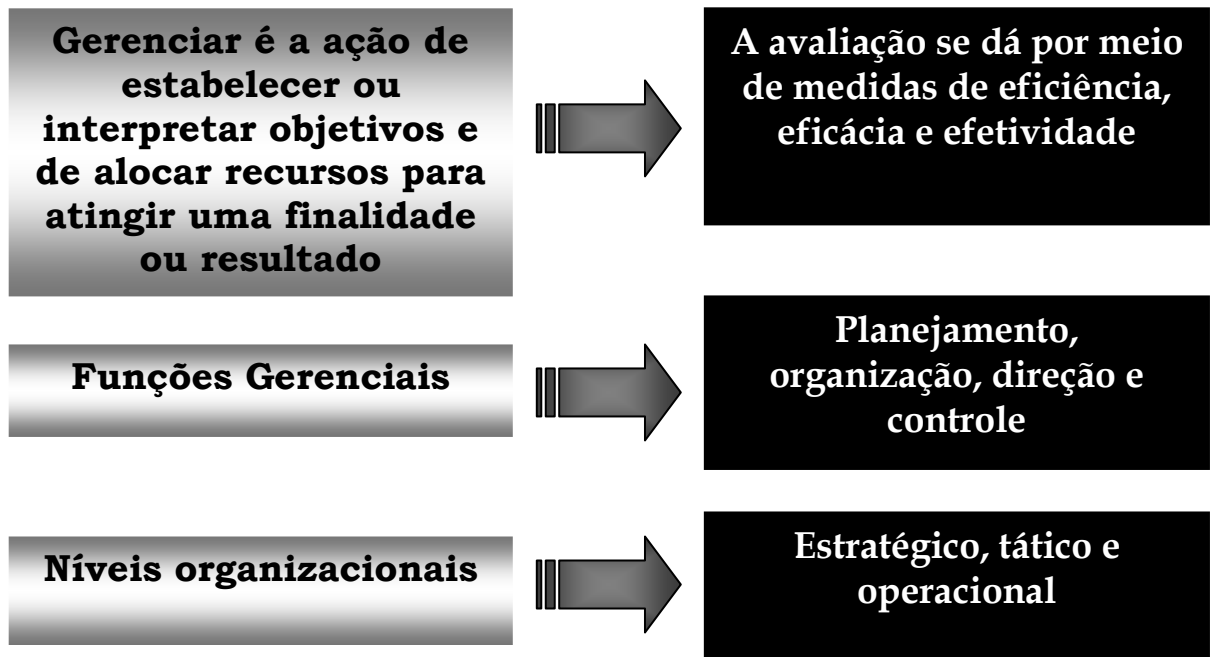 Gerenciar é a ação de
estabelecer ou
interpretar objetivos e
de alocar recursos para
atingir uma finalidade
ou resultado
A avaliação se dá por meio
de medidas de eficiência,
eficácia e efetividade
Funções Gerenciais
Planejamento,
organização, direção e
controle
Níveis organizacionais
Estratégico, tático e
operacional